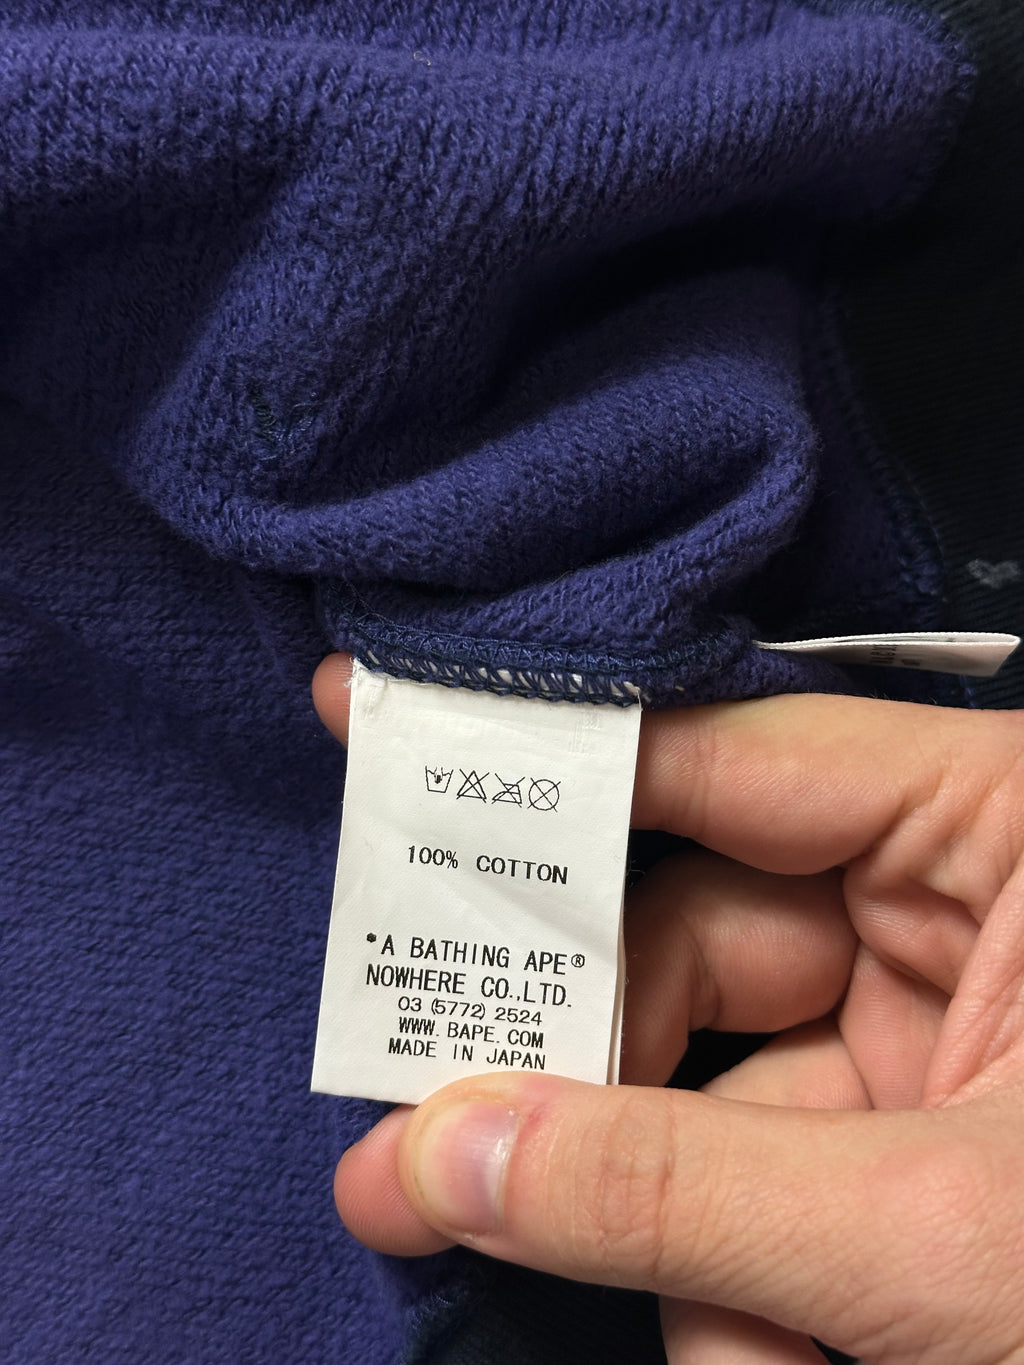 100% COTTON
*A BATHING APE®
NOWHERE CO.,LTD.
03 (5772) 2524
WWW. BAPE. COM
MADE IN JAPAN